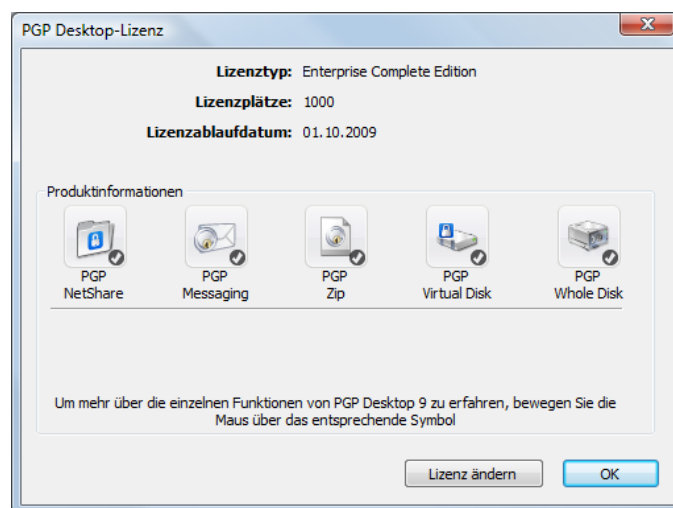 PGP Desktop-Lizenz
Lizenztyp: Enterprise Complete Edition
Lizenzplätze: 1000
Lizenzablaufdatum: 01.10.2009
Produktinformationen
PGP NetShare
PGP Messaging
PGP Zip
PGP Virtual Disk
PGP Whole Disk
Um mehr über die einzelnen Funktionen von PGP Desktop 9 zu erfahren, bewegen Sie die
Maus über das entsprechende Symbol
Lizenz ändern
OK